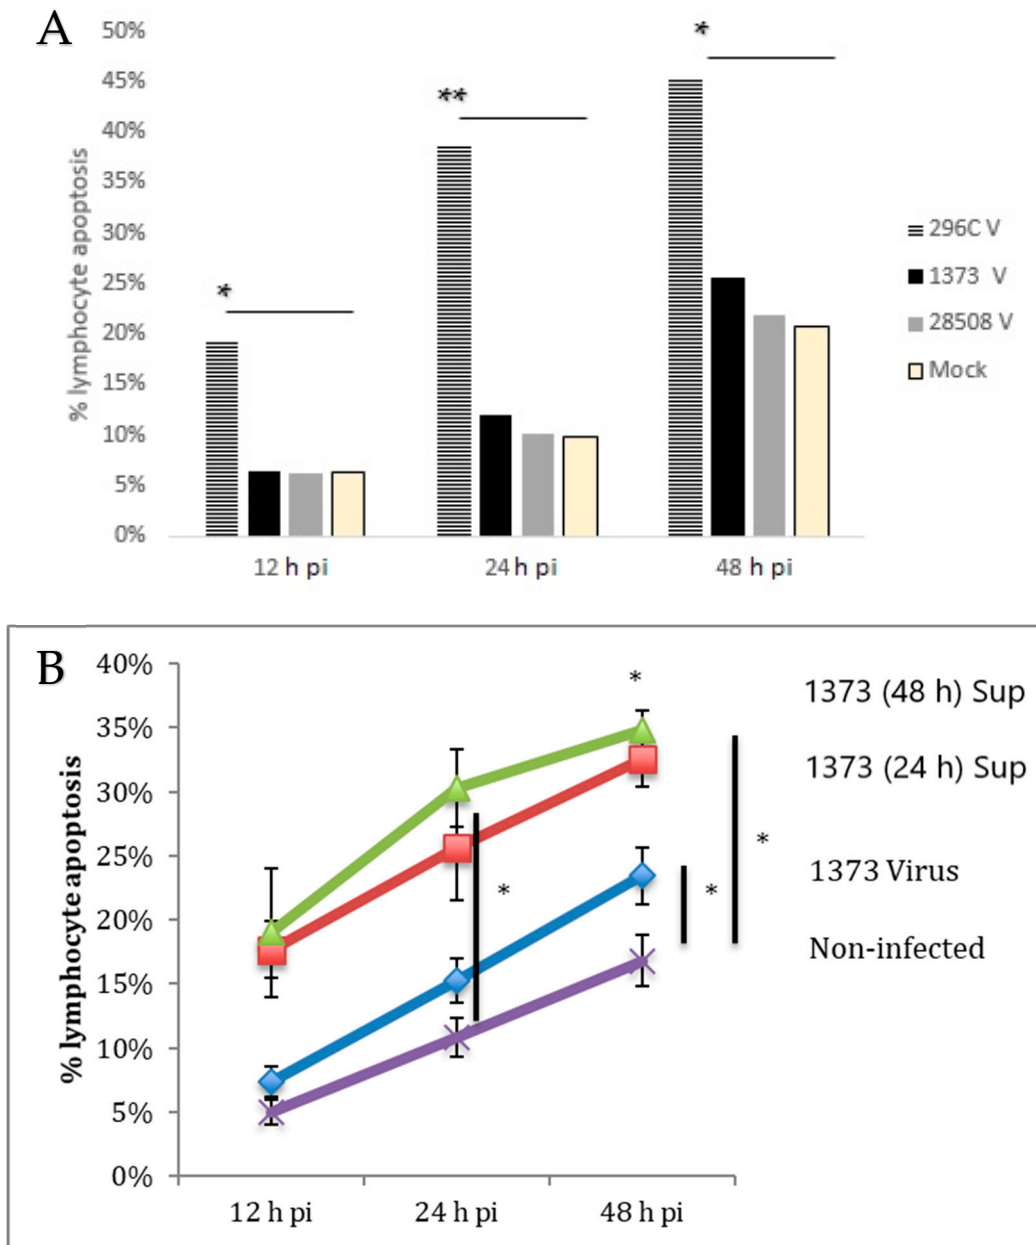 A
% lymphocyte apoptosis
50%
45%
40%
35%
30%
25%
20%
15%
10%
5%
0%
*
**
*
12 h pi
24 h pi
48 h pi
296C V
1373 V
28508 V
Mock
B
% lymphocyte apoptosis
40%
35%
30%
25%
20%
15%
10%
5%
0%
*
*
*
*
12 h pi
24 h pi
48 h pi
1373 (48 h) Sup
1373 (24 h) Sup
1373 Virus
Non-infected